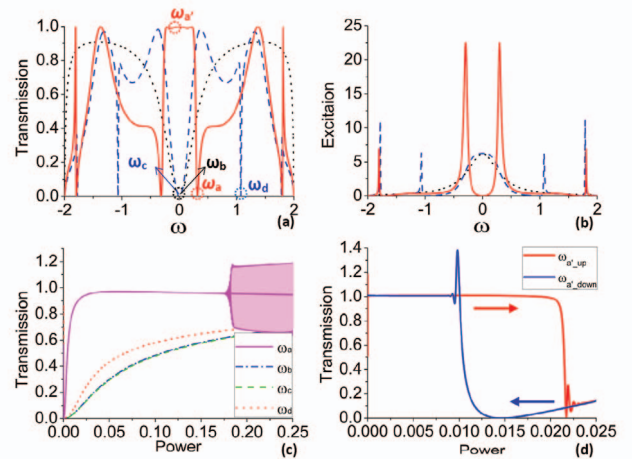 1.0
0.8
0.6
0.4
0.2
0.0
Transmission
-2 -1 0 1 2
ω
ωa'
ωc
ωb
ωa
ωd
(a)
25
20
15
10
5
0
Excitaion
-2 -1 0 1 2
ω
(b)
1.2
1.0
0.8
0.6
0.4
0.2
0.0
Transmission
0.00 0.05 0.10 0.15 0.20 0.25
Power
ωa
ωb
ωc
ωd
(c)
1.4
1.2
1.0
0.8
0.6
0.4
0.2
0.0
Transmission
0.000 0.005 0.010 0.015 0.020 0.025
Power
ωa'_up
ωa'_down
(d)